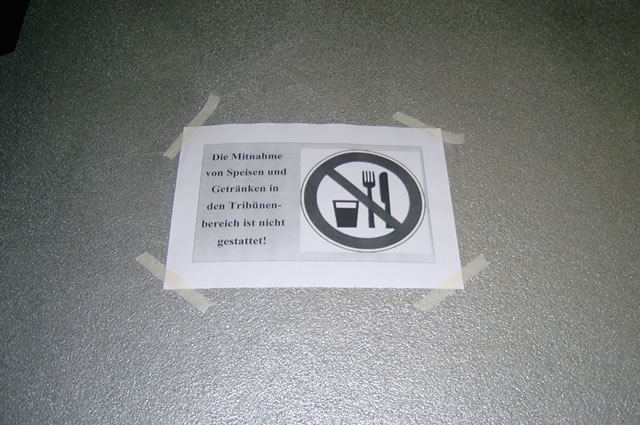 Die Mitnahme
von Speisen und
Getränken in
den Tribünen-
bereich ist nicht
gestattet!